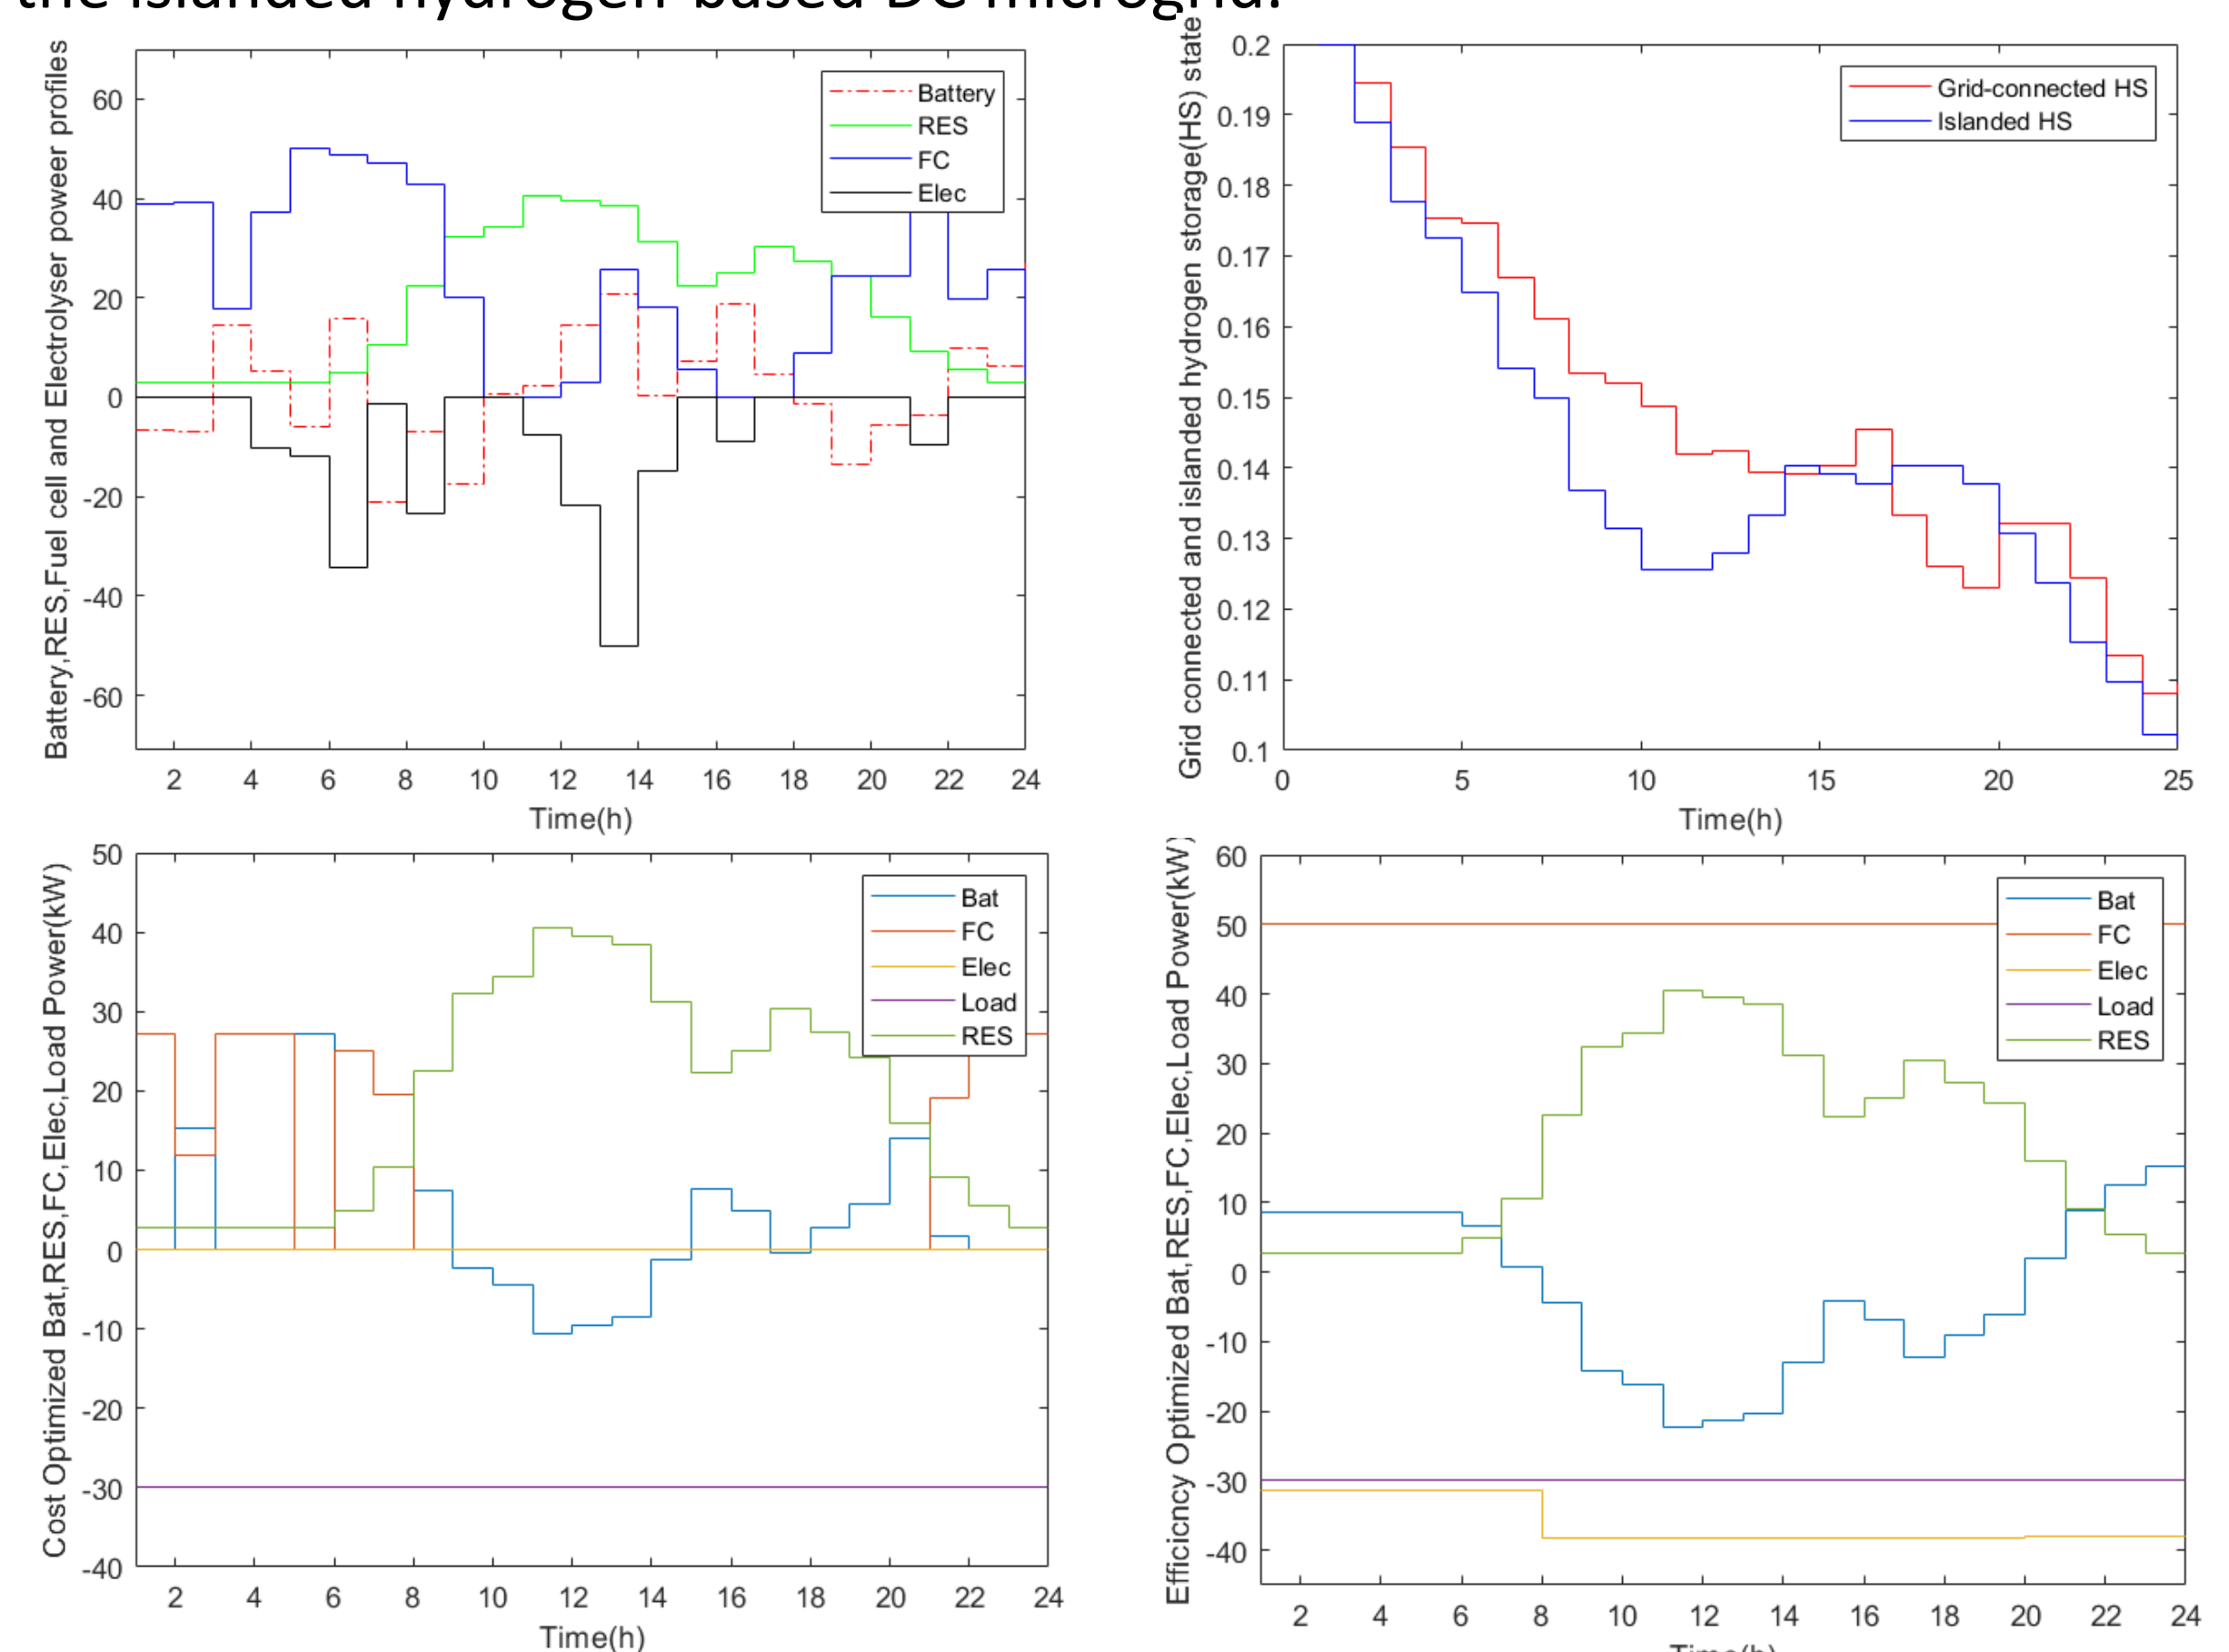 the islanded hydrogen based DC microgrid.
Battery,RES,Fuel cell and Electrolyser poweer profiles
60
40
20
0
-20
-40
-60
Battery
RES
FC
Elec
2 4 6 8 10 12 14 16 18 20 22 24
Time(h)
Grid connected and islanded hydrogen storage(HS) state
0.2
0.19
0.18
0.17
0.16
0.15
0.14
0.13
0.12
0.11
0.1
Grid-connected HS
Islanded HS
0 5 10 15 20 25
Time(h)
Cost Optimized Bat,RES,FC,Elec,Load Power(kW)
50
40
30
20
10
0
-10
-20
-30
-40
Bat
FC
Elec
Load
RES
2 4 6 8 10 12 14 16 18 20 22 24
Time(h)
Efficicncy Optimized Bat,RES,FC,Elec,Load Power(kW)
60
50
40
30
20
10
0
-10
-20
-30
-40
Bat
FC
Elec
Load
RES
2 4 6 8 10 12 14 16 18 20 22 24
Time(h)